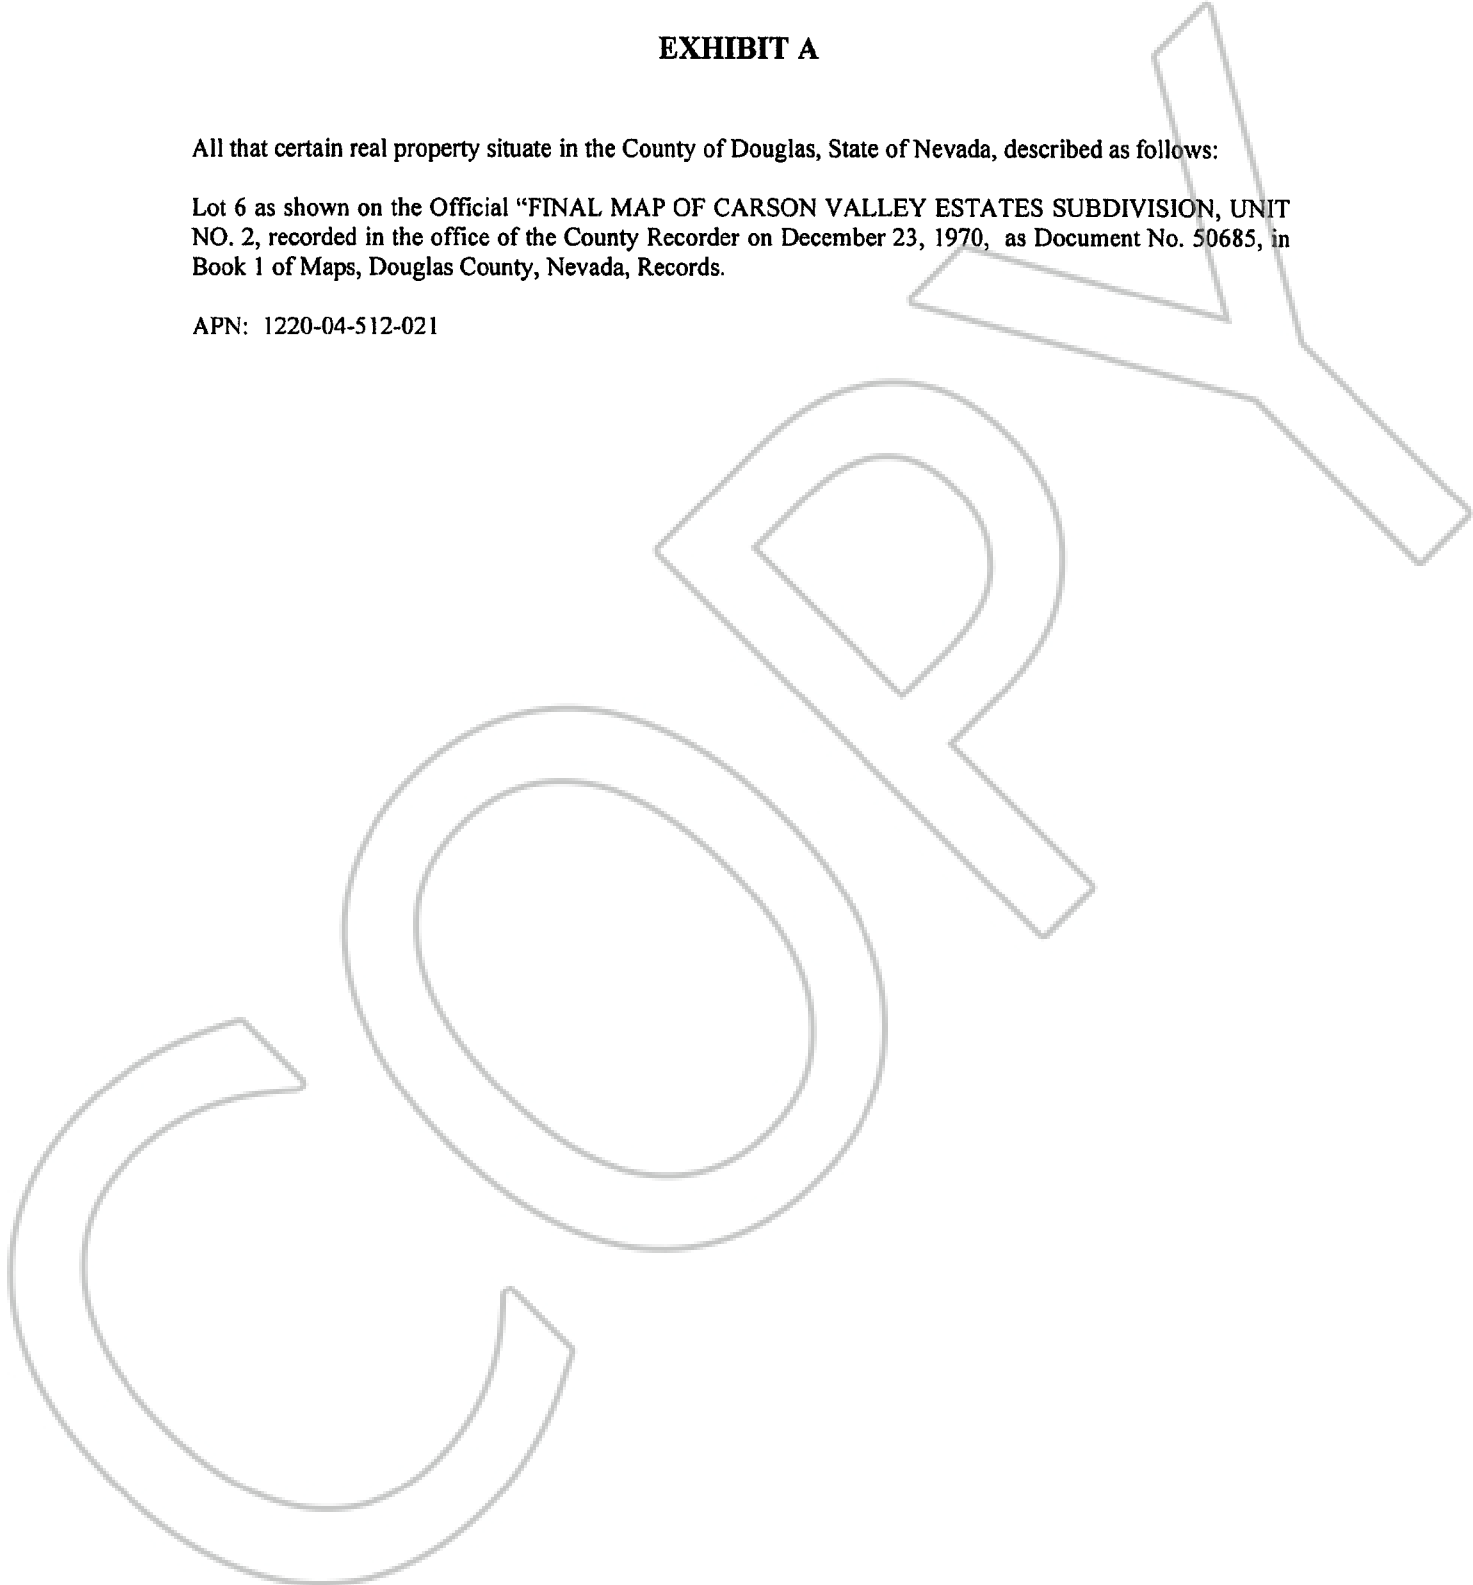 EXHIBIT A
All that certain real property situate in the County of Douglas, State of Nevada, described as follows:
Lot 6 as shown on the Official “FINAL MAP OF CARSON VALLEY ESTATES SUBDIVISION, UNIT
NO. 2, recorded in the office of the County Recorder on December 23, 1970, as Document No. 50685, in
Book 1 of Maps, Douglas County, Nevada, Records.
APN: 1220-04-512-021
COPY